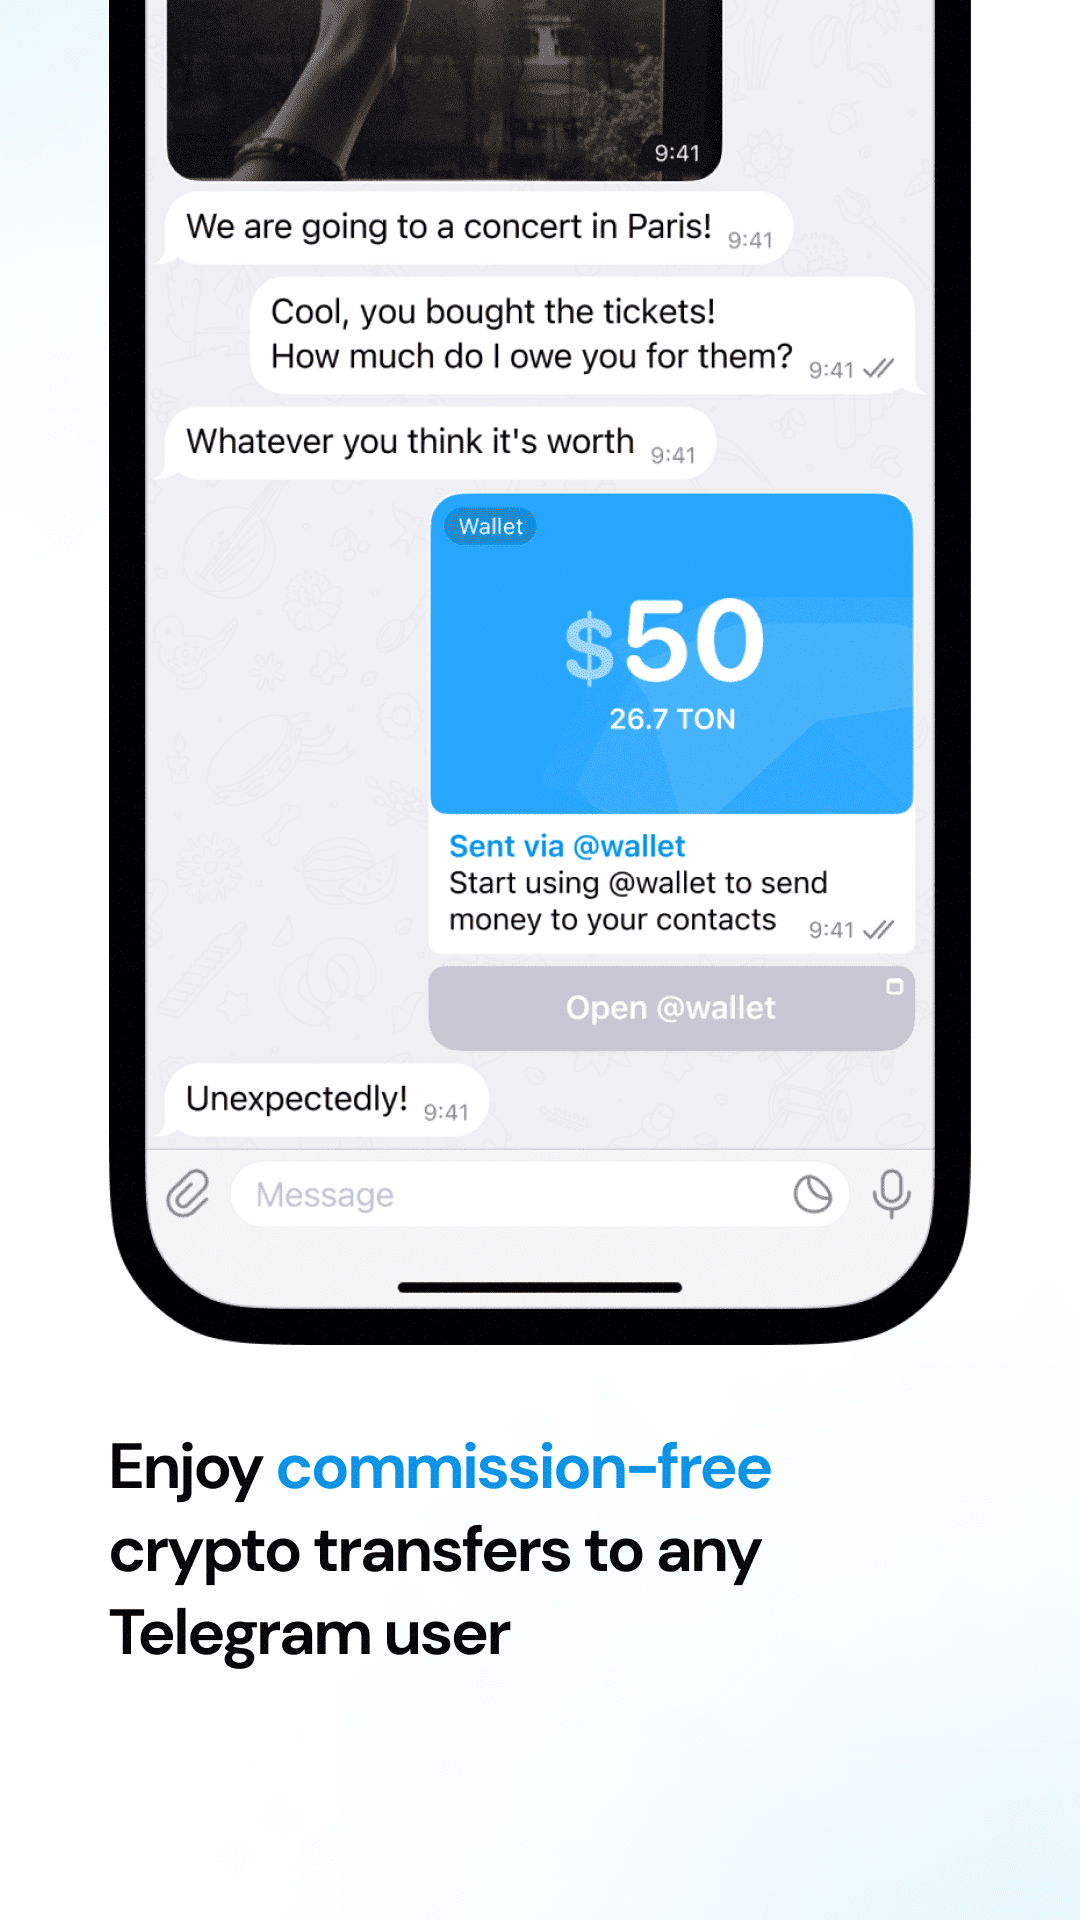 9:41
We are going to a concert in Paris! 9:41
Cool, you bought the tickets!
How much do I owe you for them? 9:41
Whatever you think it's worth 9:41
Wallet
$50
26.7 TON
Sent via @wallet
Start using @wallet to send
money to your contacts 9:41
Open @wallet
Unexpectedly! 9:41
Message
Enjoy commission-free
crypto transfers to any
Telegram user